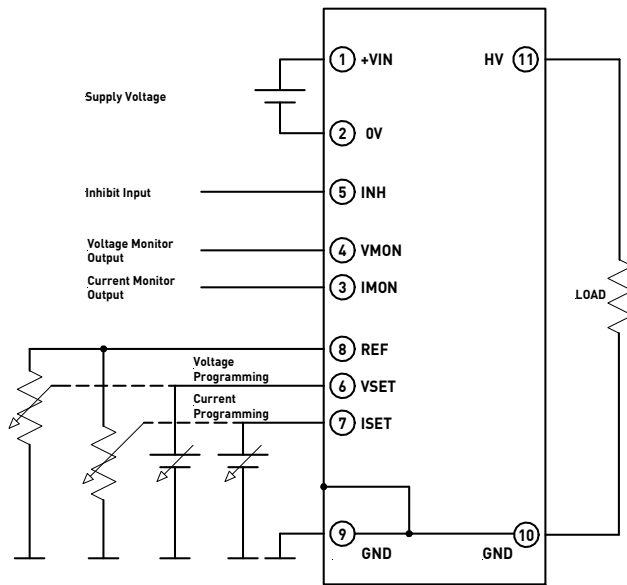 1 +VIN
HV 11
Supply Voltage
2 0V
Inhibit Input
5 INH
Voltage Monitor
Output
4 VMON
Current Monitor
Output
3 IMON
LOAD
8 REF
Voltage
Programming
6 VSET
Current
Programming
7 ISET
9 GND
GND 10